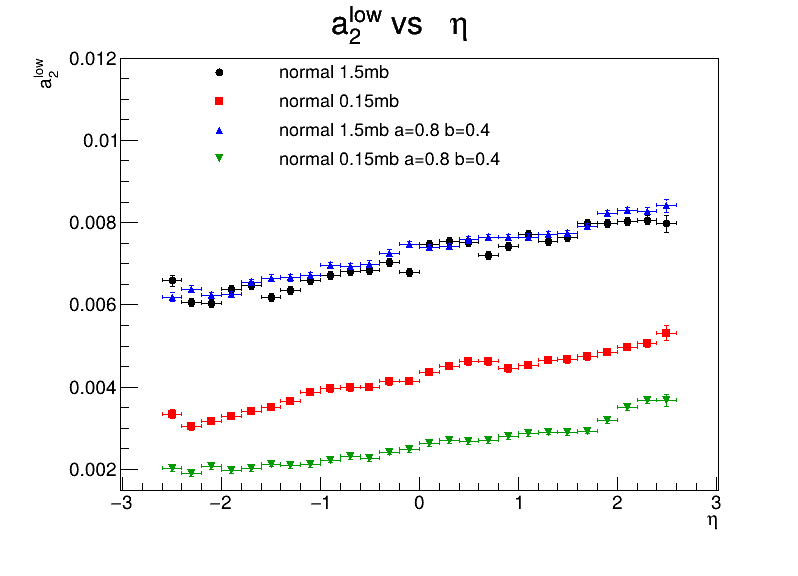 a₂ˡᵒʷ vs η
a₂ˡᵒʷ
0.012
0.01
0.008
0.006
0.004
0.002
normal 1.5mb
normal 0.15mb
normal 1.5mb a=0.8 b=0.4
normal 0.15mb a=0.8 b=0.4
−3 −2 −1 0 1 2 3
η